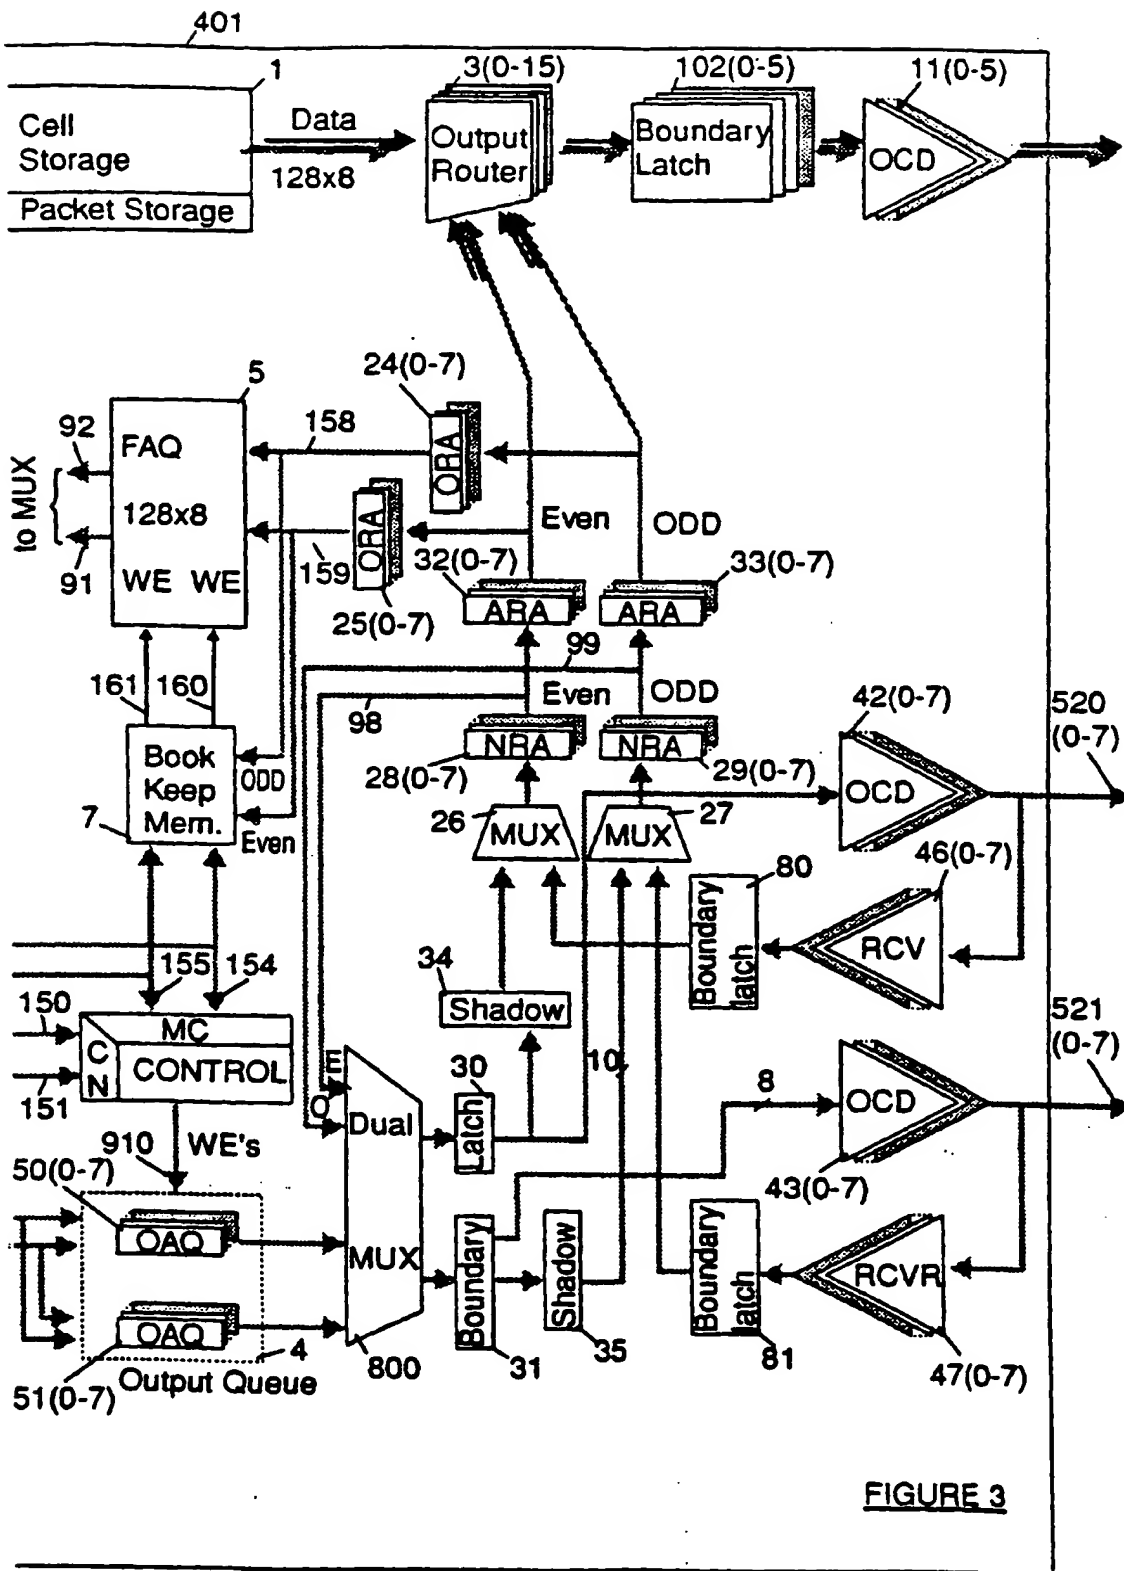 401
1
3(0-15)
102(0-5)
11(0-5)
Cell
Storage
Packet Storage
Data
128x8
Output
Router
Boundary
Latch
OCD
5
24(0-7)
92
158
FAQ
ORA
to MUX
128x8
ORA
Even
ODD
91
WE WE
159
32(0-7)
33(0-7)
25(0-7)
ARA
ARA
99
161
160
Even
ODD
98
42(0-7)
520
(0-7)
NRA
NRA
Book
Keep
Mem.
ODD
28(0-7)
29(0-7)
OCD
7
Even
26
MUX
MUX
27
46(0-7)
80
Boundary
latch
RCV
155
154
34
Shadow
150
MC
C
N
CONTROL
151
521
(0-7)
E
O
30
10
8
OCD
Dual
Latch
910
WE's
50(0-7)
43(0-7)
OAQ
MUX
Boundary
Shadow
Boundary
latch
RCVR
OAQ
4
800
31
35
81
47(0-7)
51(0-7)
Output Queue
FIGURE 3